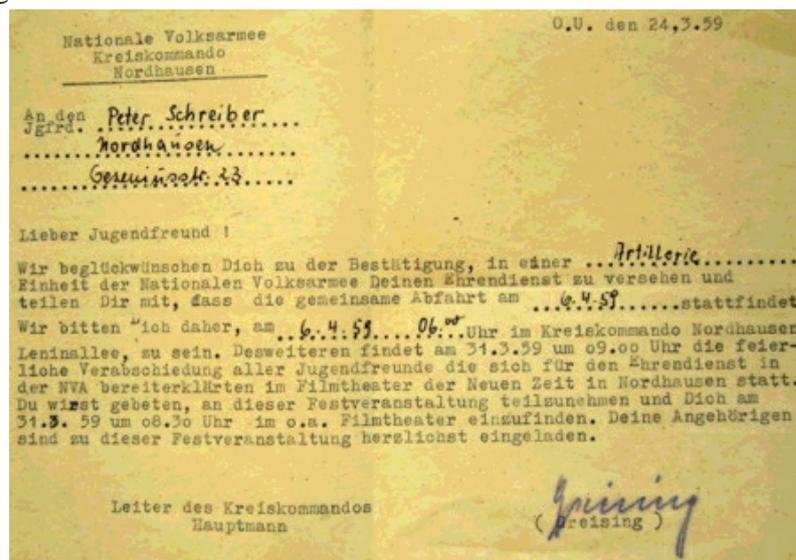 O.U. den 24,3.59
Nationale Volksarmee
Kreiskommando
Nordhausen
An den
Jgfrd. Peter Schreiber
Nordhausen
Geseniusstr. 23
Lieber Jugendfreund !
Wir beglückwünschen Dich zu der Bestätigung, in einer Artillerie
Einheit der Nationalen Volksarmee Deinen Ehrendienst zu versehen und
teilen Dir mit, dass die gemeinsame Abfahrt am 6.4.59 stattfindet
Wir bitten ich daher, am 6.4.59 06.00 Uhr im Kreiskommando Nordhausen
Leninallee, zu sein. Desweiteren findet am 31.3.59 um o9.oo Uhr die feier-
liche Verabschiedung aller Jugendfreunde die sich für den Ehrendienst in
der NVA bereiterklärten im Filmtheater der Neuen Zeit in Nordhausen statt.
Du wirst gebeten, an dieser Festveranstaltung teilzunehmen und Dich am
31.3. 59 um o8.3o Uhr im o.a. Filmtheater einzufinden. Deine Angehörigen
sind zu dieser Festveranstaltung herzlichst eingeladen.
Leiter des Kreiskommandos
Hauptmann
( Dreising )